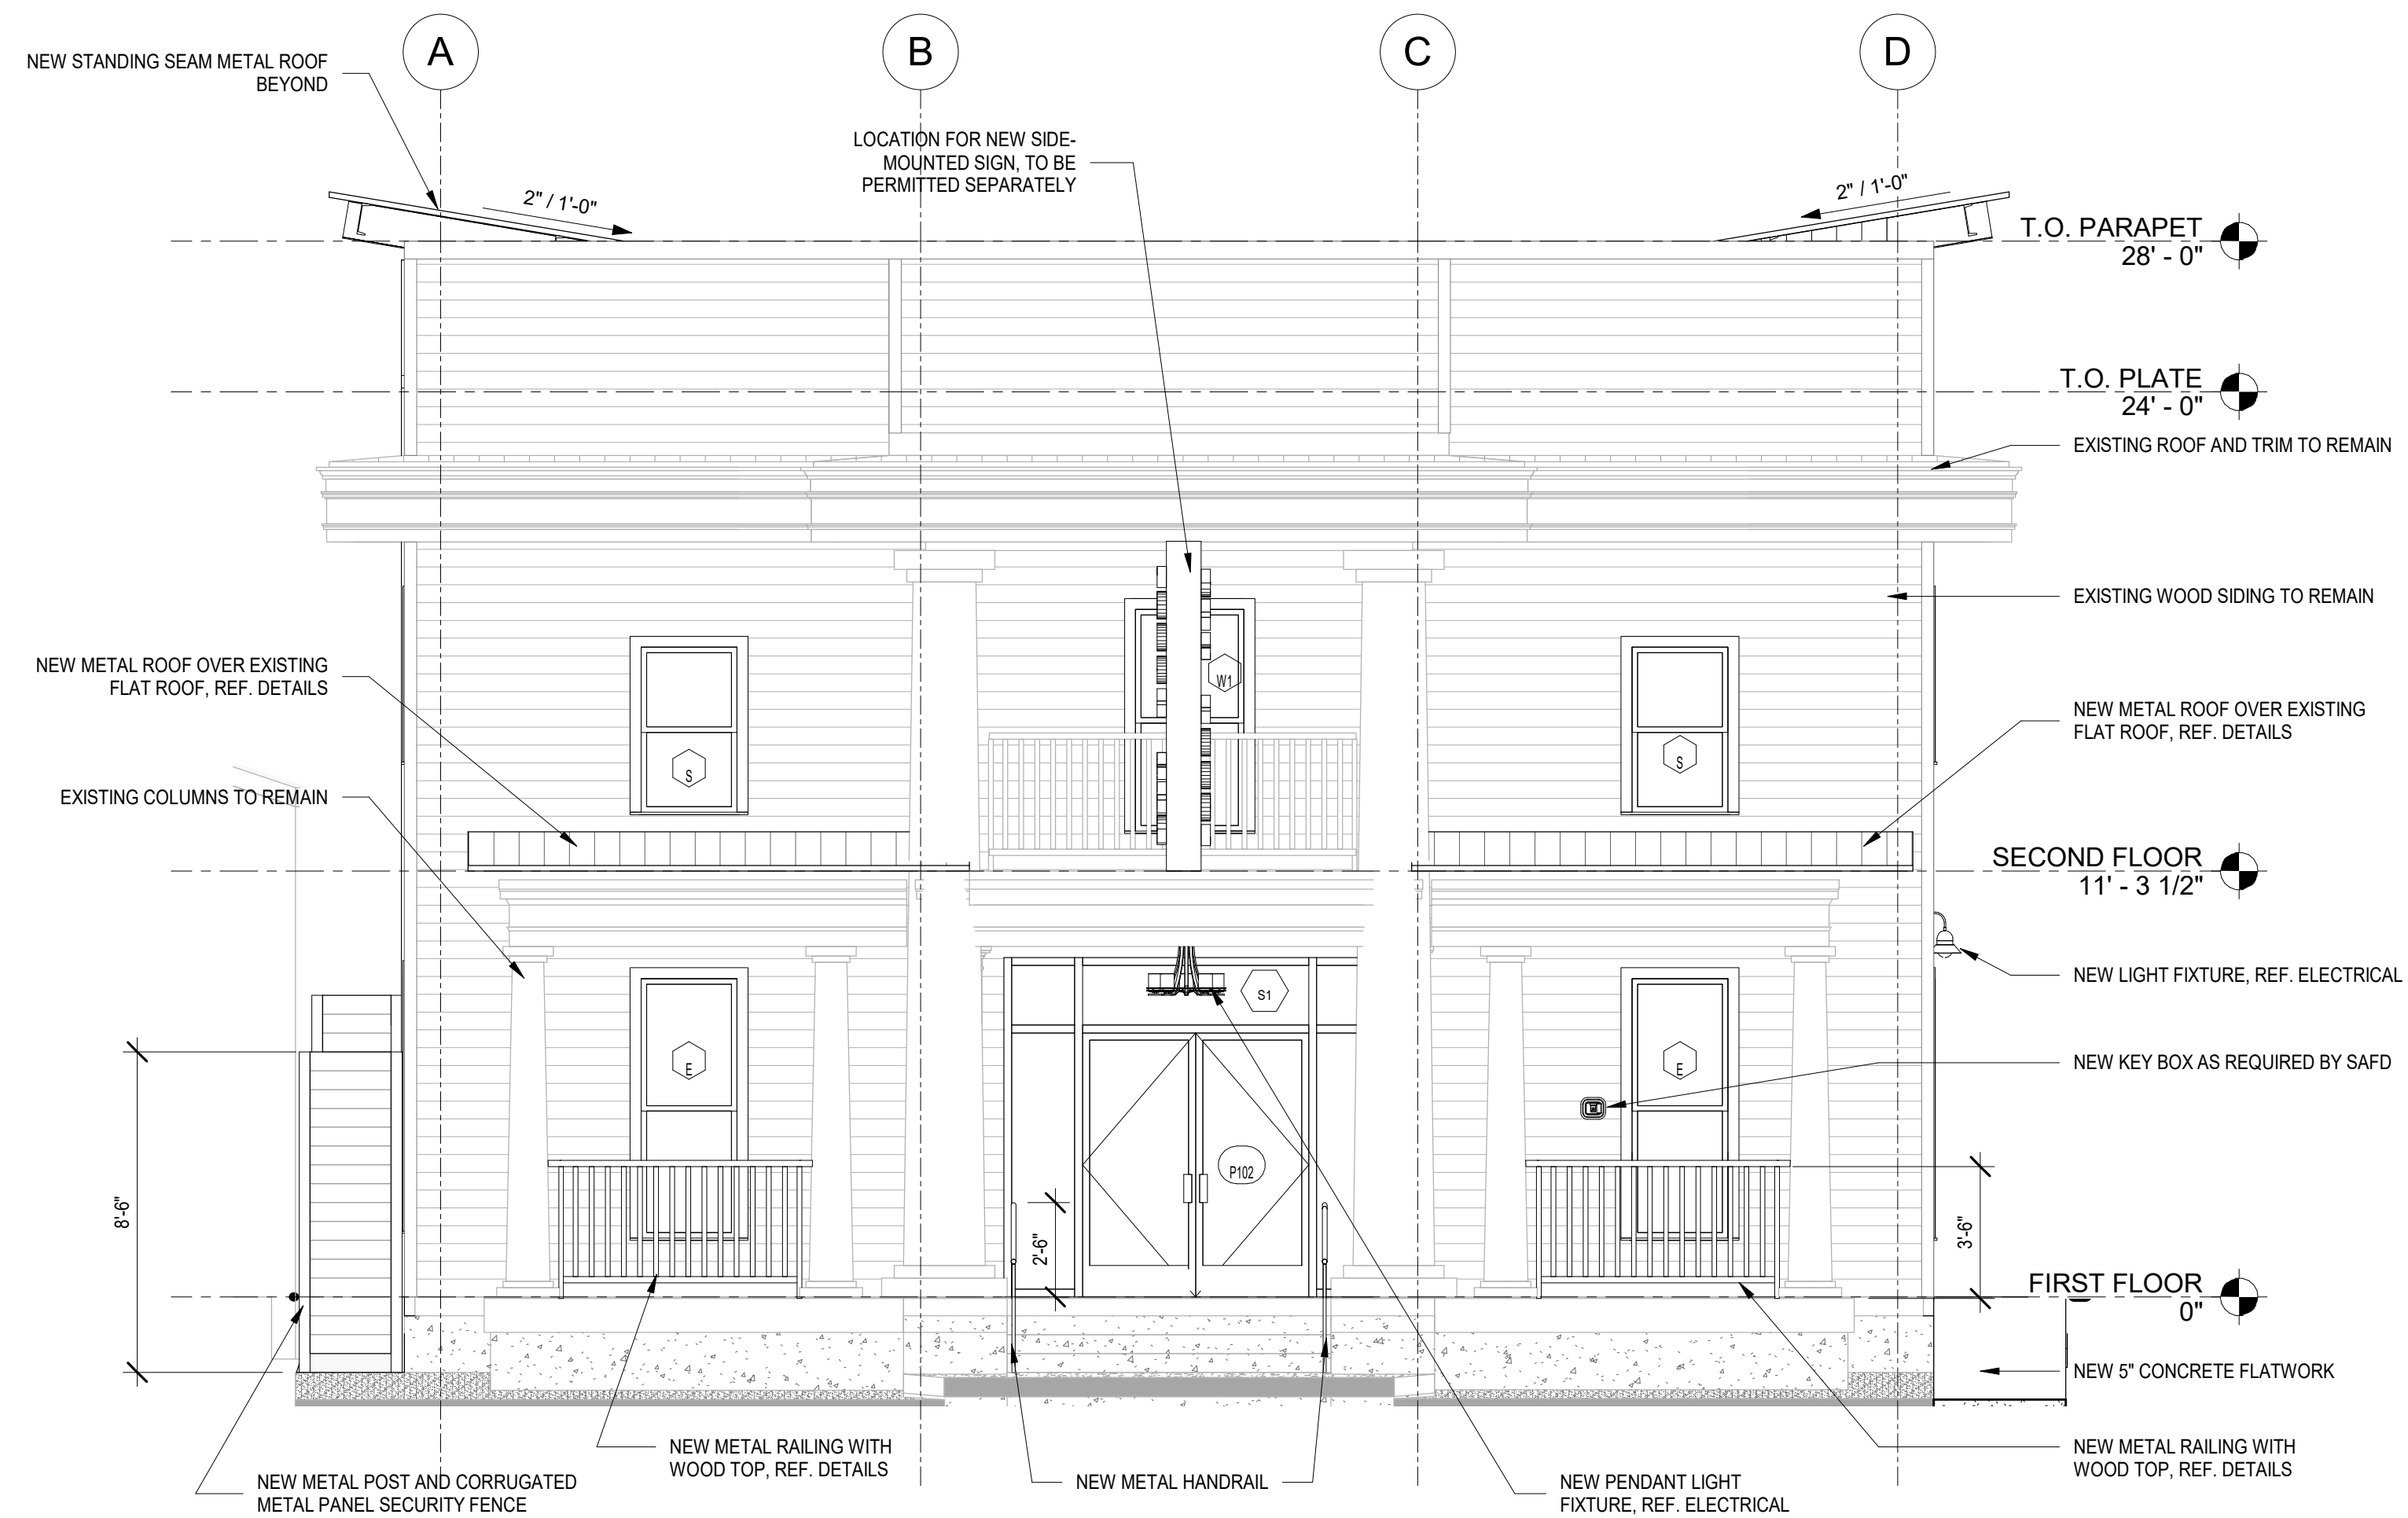 A
B
C
D
NEW STANDING SEAM METAL ROOF
BEYOND
LOCATION FOR NEW SIDE-
MOUNTED SIGN, TO BE
PERMITTED SEPARATELY
2" / 1'-0"
2" / 1'-0"
T.O. PARAPET
28' - 0"
T.O. PLATE
24' - 0"
EXISTING ROOF AND TRIM TO REMAIN
EXISTING WOOD SIDING TO REMAIN
NEW METAL ROOF OVER EXISTING
FLAT ROOF, REF. DETAILS
W1
NEW METAL ROOF OVER EXISTING
FLAT ROOF, REF. DETAILS
S
S
EXISTING COLUMNS TO REMAIN
SECOND FLOOR
11' - 3 1/2"
NEW LIGHT FIXTURE, REF. ELECTRICAL
S1
E
E
NEW KEY BOX AS REQUIRED BY SAFD
P102
8'-6"
2'-6"
3'-6"
FIRST FLOOR
0"
NEW 5" CONCRETE FLATWORK
NEW METAL RAILING WITH
WOOD TOP, REF. DETAILS
NEW METAL RAILING WITH
WOOD TOP, REF. DETAILS
NEW METAL POST AND CORRUGATED
METAL PANEL SECURITY FENCE
NEW METAL HANDRAIL
NEW PENDANT LIGHT
FIXTURE, REF. ELECTRICAL